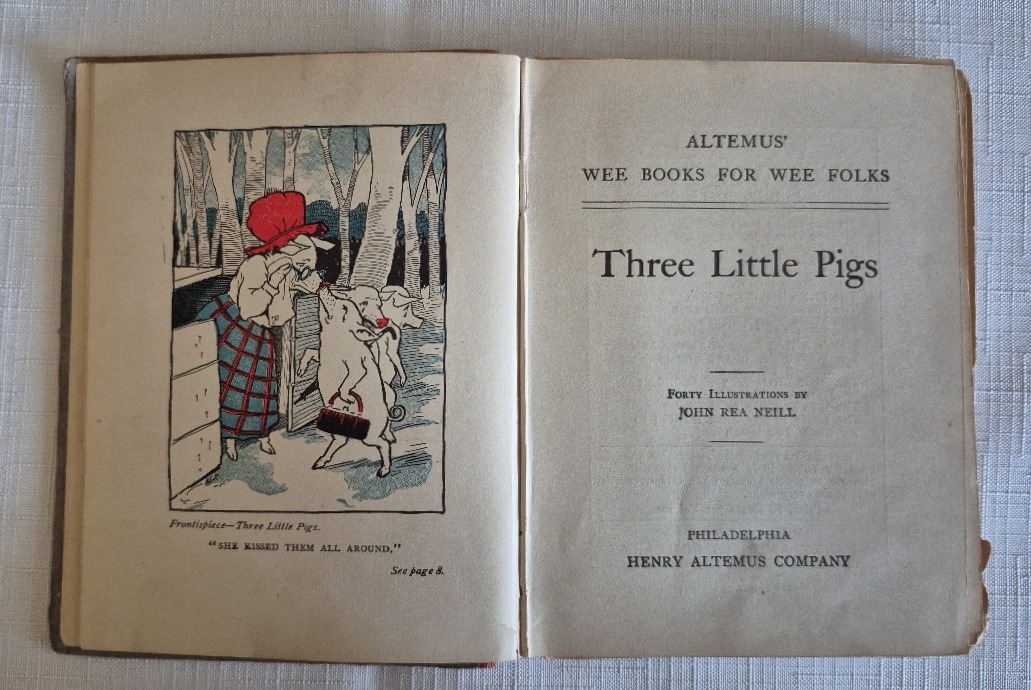 Frontispiece—Three Little Pigs.
“SHE KISSED THEM ALL AROUND.”
See page 8.
ALTEMUS’
WEE BOOKS FOR WEE FOLKS
Three Little Pigs
FORTY ILLUSTRATIONS BY
JOHN REA NEILL
PHILADELPHIA
HENRY ALTEMUS COMPANY